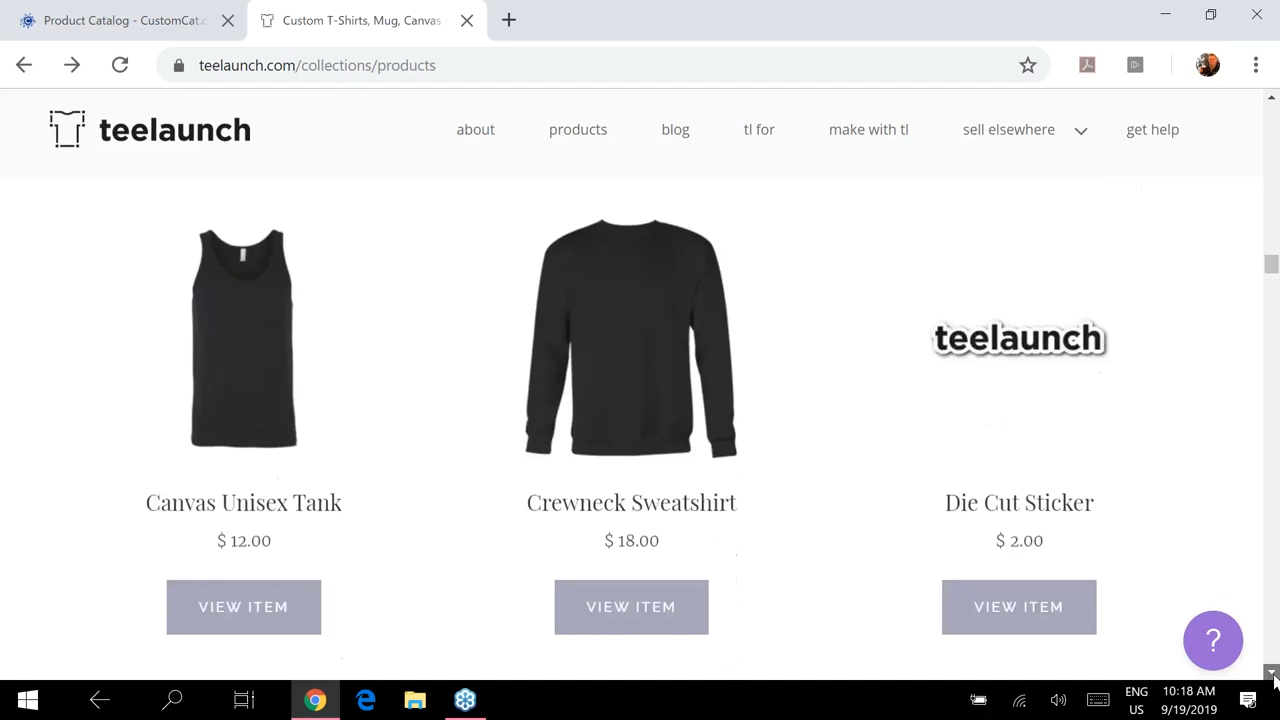 Product Catalog - CustomCat.c
Custom T-Shirts, Mug, Canvas
teelaunch.com/collections/products
teelaunch
about
products
blog
tl for
make with tl
sell elsewhere
get help
teelaunch
Canvas Unisex Tank
Crewneck Sweatshirt
Die Cut Sticker
$ 12.00
$ 18.00
$ 2.00
VIEW ITEM
VIEW ITEM
VIEW ITEM
?
ENG
US
10:18 AM
9/19/2019